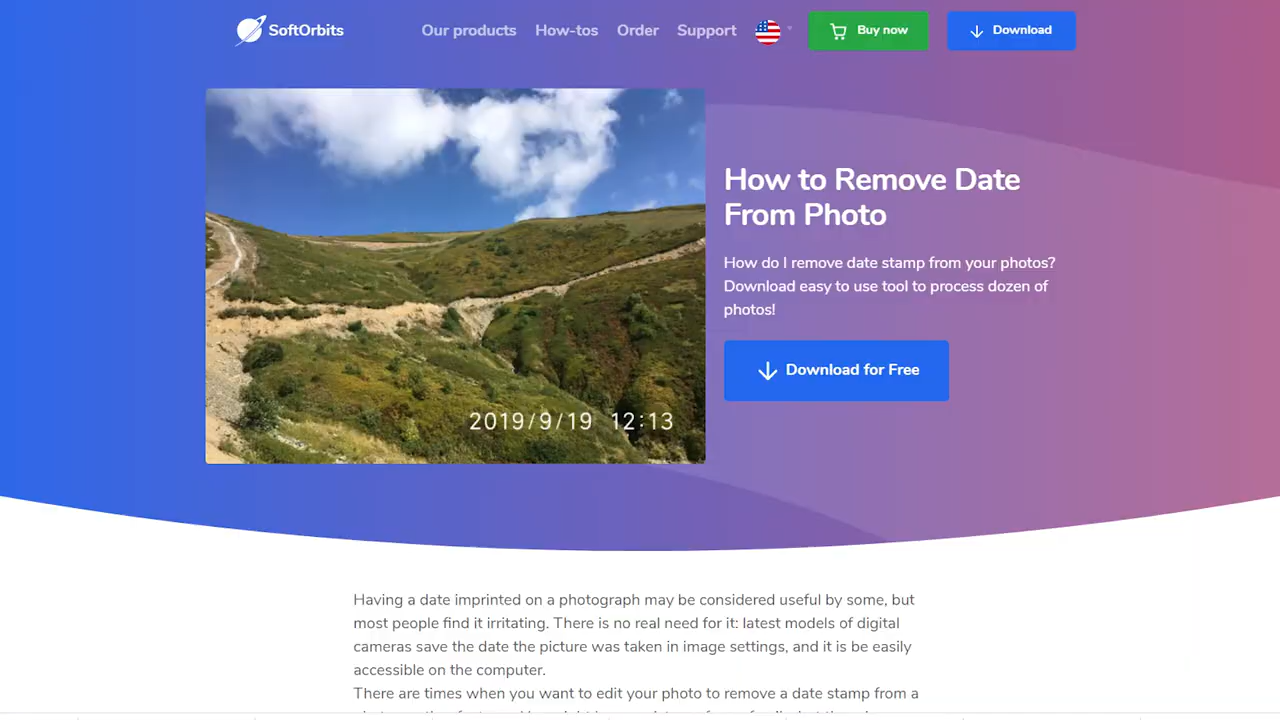 SoftOrbits
Our products
How-tos
Order
Support
Buy now
Download
2019/9/19 12:13
How to Remove Date
From Photo
How do I remove date stamp from your photos?
Download easy to use tool to process dozen of
photos!
Download for Free
Having a date imprinted on a photograph may be considered useful by some, but
most people find it irritating. There is no real need for it: latest models of digital
cameras save the date the picture was taken in image settings, and it is be easily
accessible on the computer.
There are times when you want to edit your photo to remove a date stamp from a